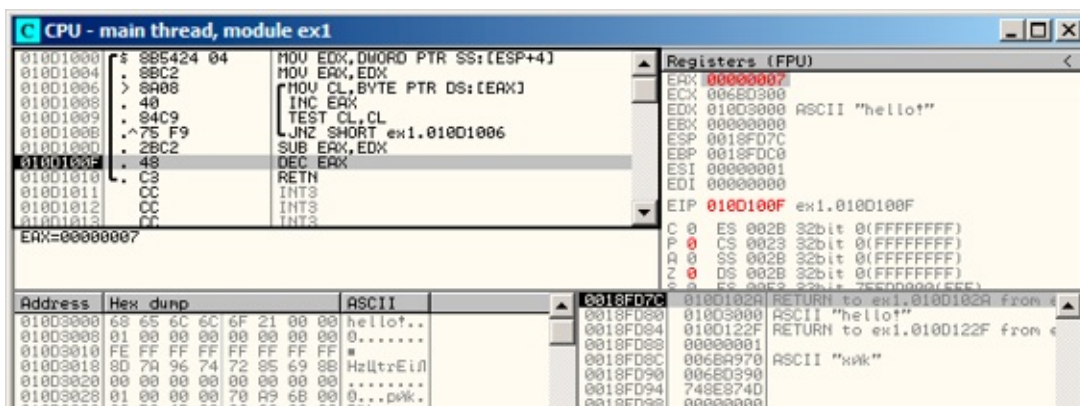 C CPU - main thread, module ex1
010D1000 $ 8B5424 04 MOV EDX,DWORD PTR SS:[ESP+4]
010D1004 . 8BC2 MOV EAX,EDX
010D1006 > 8A08 MOV CL,BYTE PTR DS:[EAX]
010D1008 . 40 INC EAX
010D1009 . 84C9 TEST CL,CL
010D100B .^75 F9 JNZ SHORT ex1.010D1006
010D100D . 2BC2 SUB EAX,EDX
010D100F . 48 DEC EAX
010D1010 . C3 RETN
010D1011 CC INT3
010D1012 CC INT3
010D1013 CC INT3
EAX=00000007
Registers (FPU) <
EAX 00000007
ECX 006BD300
EDX 010D3000 ASCII "hello!"
EBX 00000000
ESP 0018FD7C
EBP 0018FDC0
ESI 00000001
EDI 00000000
EIP 010D100F ex1.010D100F
C 0 ES 002B 32bit 0(FFFFFFFF)
P 0 CS 0023 32bit 0(FFFFFFFF)
A 0 SS 002B 32bit 0(FFFFFFFF)
Z 0 DS 002B 32bit 0(FFFFFFFF)
Address Hex dump ASCII
010D3000 68 65 6C 6C 6F 21 00 00 hello!..
010D3008 01 00 00 00 00 00 00 00 0.......
010D3010 FE FF FF FF FF FF FF FF
010D3018 8D 7A 96 74 72 85 69 8B
010D3020 00 00 00 00 00 00 00 00 ........
010D3028 01 00 00 00 70 A9 6B 00
0018FD7C 010D102A RETURN to ex1.010D102A from
0018FD80 010D3000 ASCII "hello!"
0018FD84 010D122F RETURN to ex1.010D122F from
0018FD88 00000001
0018FD8C 006BA970 ASCII
0018FD90 006BD390
0018FD94 748E874D
0018FD98 00000000